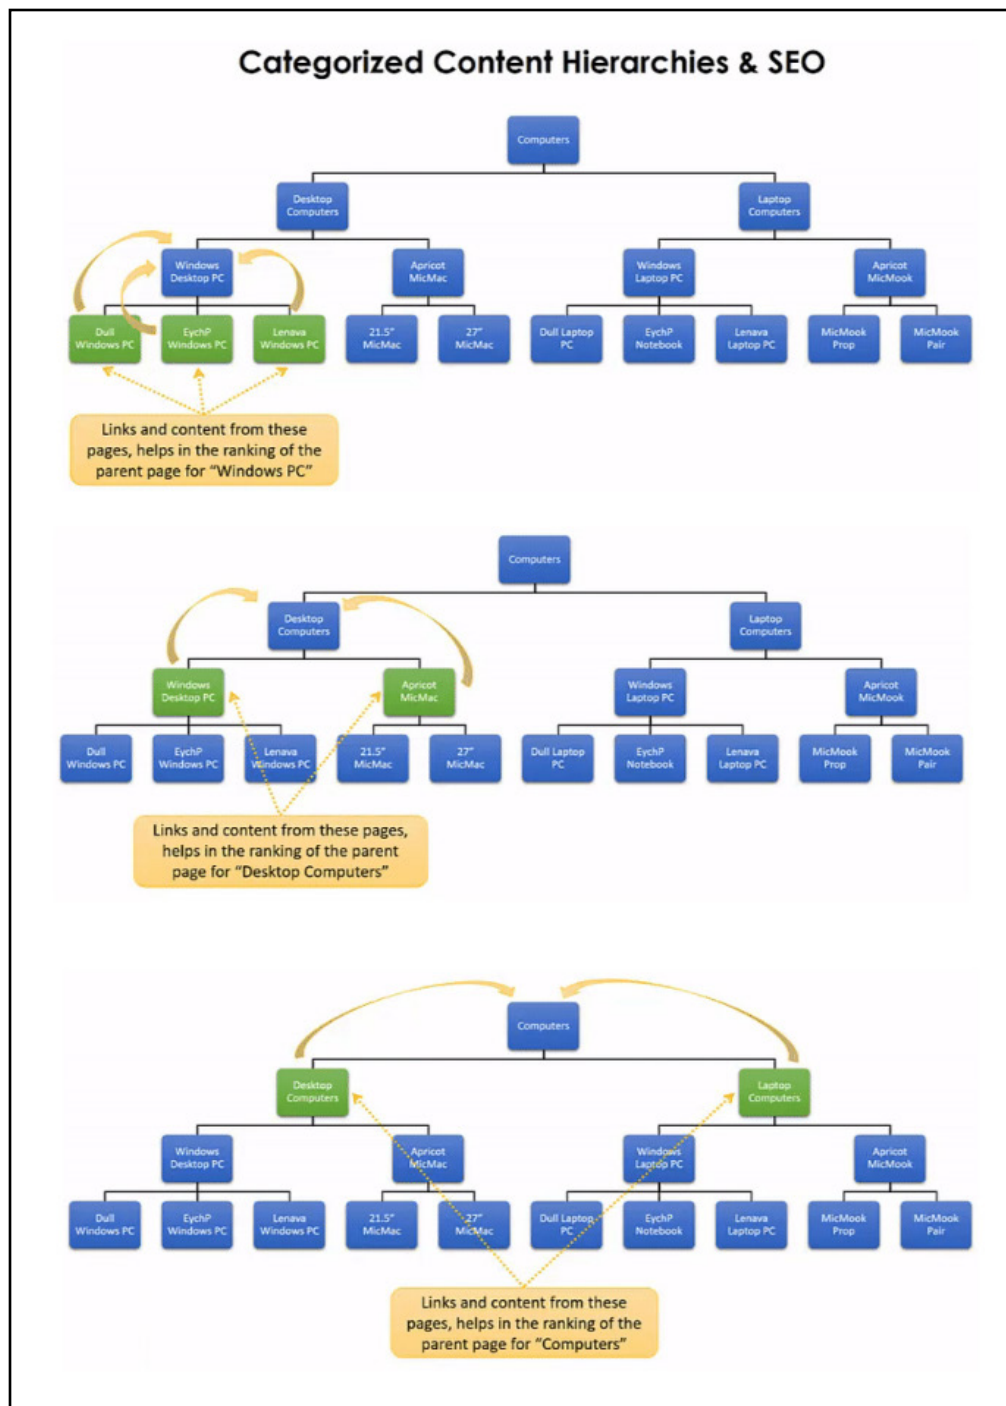 Categorized Content Hierarchies & SEO
Computers
Desktop
Computers
Laptop
Computers
Windows
Desktop PC
Apricot
MicMac
Windows
Laptop PC
Apricot
MicMook
Dull
Windows PC
EychP
Windows PC
Lenava
Windows PC
21.5"
MicMac
27"
MicMac
Dull Laptop
PC
EychP
Notebook
Lenava
Laptop PC
MicMook
Prop
MicMook
Pair
Links and content from these
pages, helps in the ranking of the
parent page for “Windows PC”
Computers
Desktop
Computers
Laptop
Computers
Windows
Desktop PC
Apricot
MicMac
Windows
Laptop PC
Apricot
MicMook
Dull
Windows PC
EychP
Windows PC
Lenava
Windows PC
21.5"
MicMac
27"
MicMac
Dull Laptop
PC
EychP
Notebook
Lenava
Laptop PC
MicMook
Prop
MicMook
Pair
Links and content from these pages,
helps in the ranking of the parent
page for “Desktop Computers”
Computers
Desktop
Computers
Laptop
Computers
Windows
Desktop PC
Apricot
MicMac
Windows
Laptop PC
Apricot
MicMook
Dull
Windows PC
EychP
Windows PC
Lenava
Windows PC
21.5"
MicMac
27"
MicMac
Dull Laptop
PC
EychP
Notebook
Lenava
Laptop PC
MicMook
Prop
MicMook
Pair
Links and content from these
pages, helps in the ranking of the
parent page for “Computers”